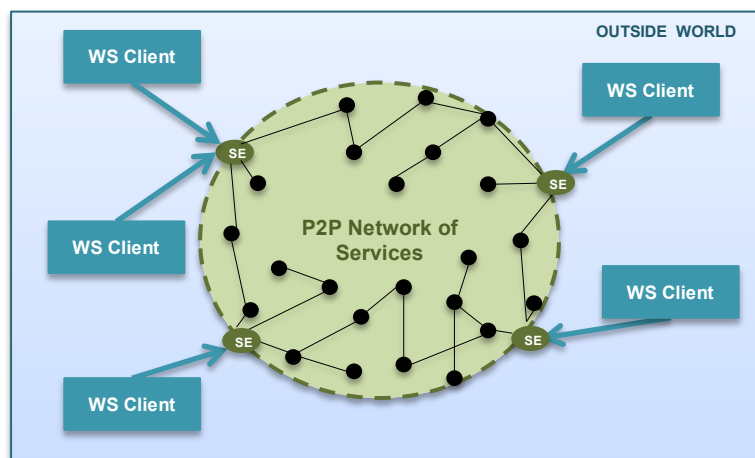 OUTSIDE WORLD
WS Client
WS Client
SE
SE
WS Client
P2P Network of
Services
WS Client
SE
SE
WS Client